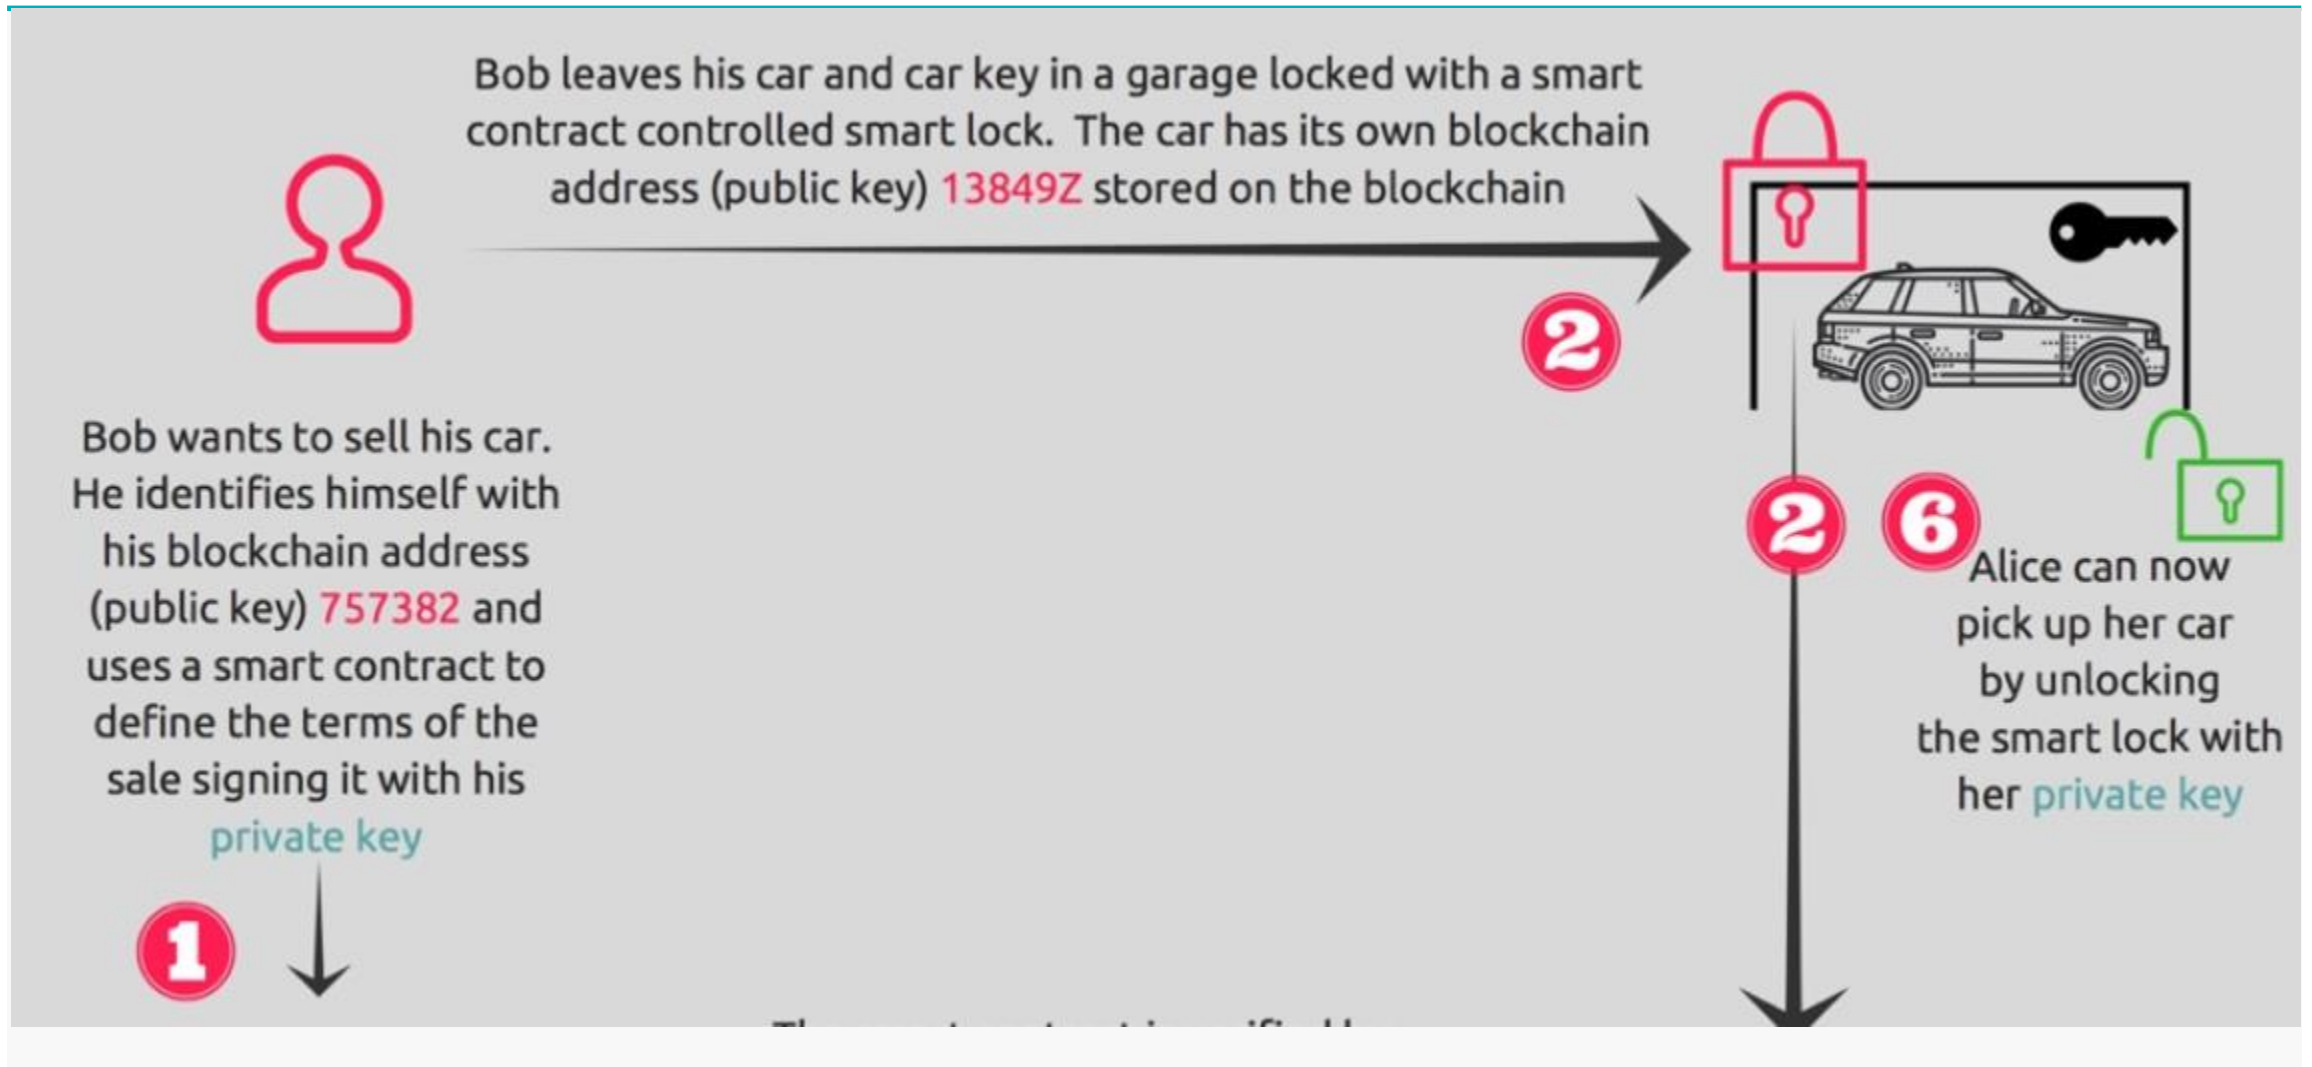 Bob leaves his car and car key in a garage locked with a smart
contract controlled smart lock. The car has its own blockchain
address (public key) 13849Z stored on the blockchain
2
Bob wants to sell his car.
He identifies himself with
his blockchain address
(public key) 757382 and
uses a smart contract to
define the terms of the
sale signing it with his
private key
1
2
6
Alice can now
pick up her car
by unlocking
the smart lock with
her private key